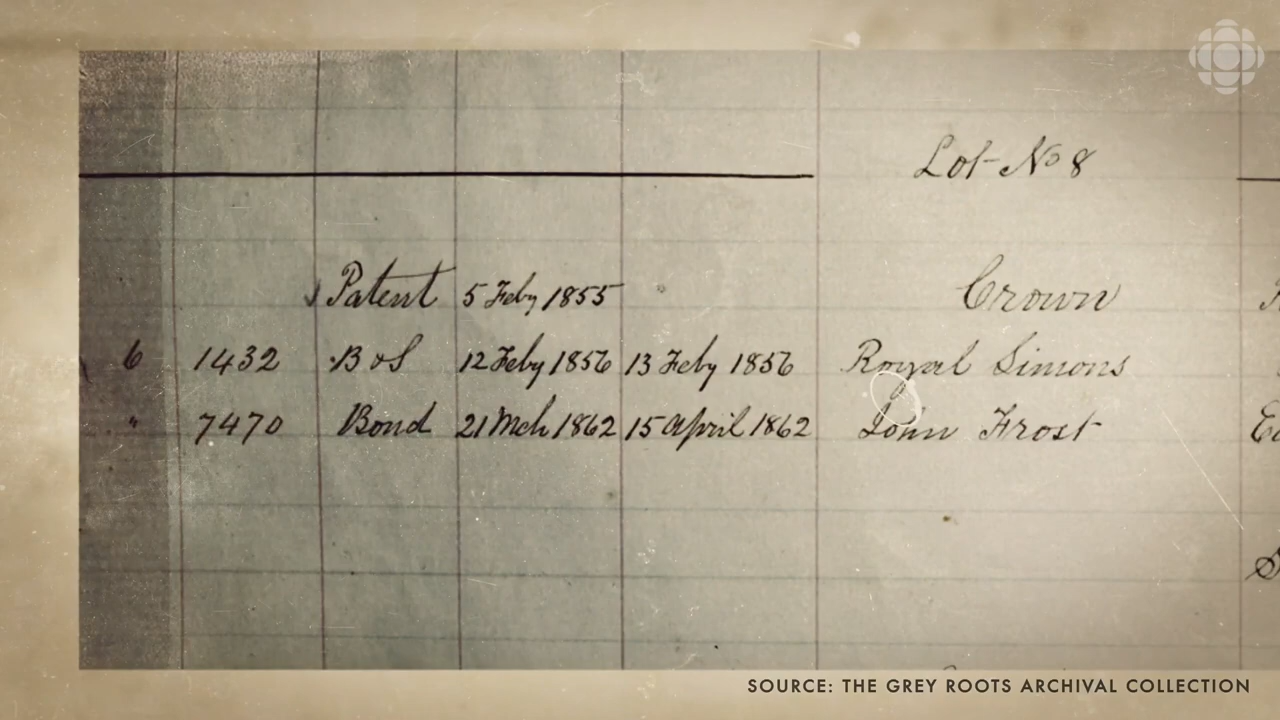 Lot No 8
Patent 5 Feby 1855 Crown
6 1432 B o S 12 Feby 1856 13 Feby 1856 Royal Simons
" 7470 Bond 21 Mch 1862 15 April 1862 John Frost
SOURCE: THE GREY ROOTS ARCHIVAL COLLECTION